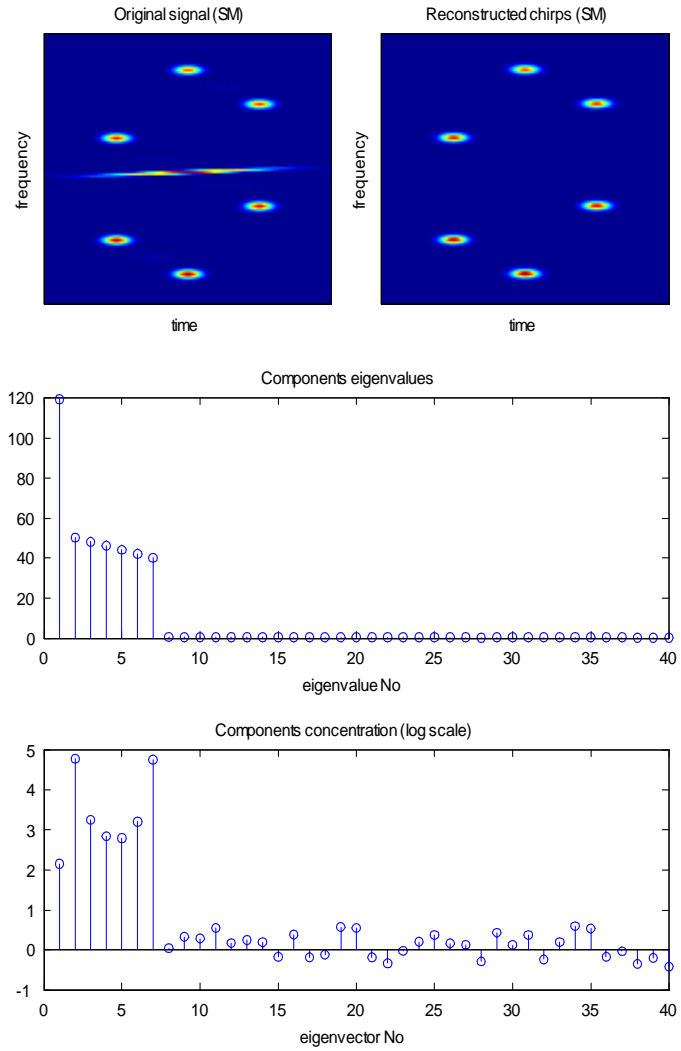 Original signal (SM)
Reconstructed chirps (SM)
frequency
frequency
time
time
Components eigenvalues
120
100
80
60
40
20
0
0 5 10 15 20 25 30 35 40
eigenvalue No
Components concentration (log scale)
5
4
3
2
1
0
-1
0 5 10 15 20 25 30 35 40
eigenvector No